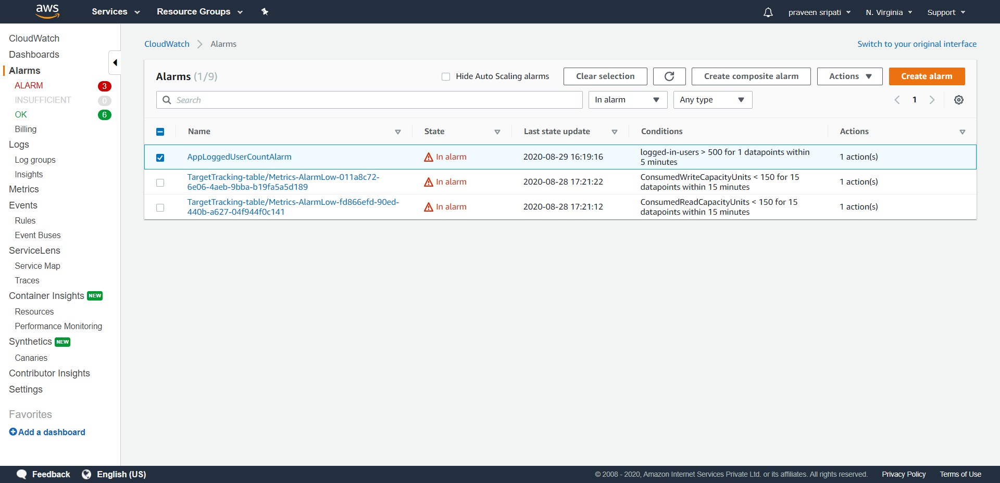 aws
Services
Resource Groups
praveen sripati
N. Virginia
Support
CloudWatch
Dashboards
Alarms
ALARM 3
INSUFFICIENT 0
OK 6
Billing
Logs
Log groups
Insights
Metrics
Events
Rules
Event Buses
ServiceLens
Service Map
Traces
Container Insights NEW
Resources
Performance Monitoring
Synthetics NEW
Canaries
Contributor Insights
Settings
Favorites
Add a dashboard
CloudWatch > Alarms
Switch to your original interface
Alarms (1/9)
Hide Auto Scaling alarms
Clear selection
Create composite alarm
Actions
Create alarm
Search
In alarm
Any type
1
Name State Last state update Conditions Actions
AppLoggedUserCountAlarm
In alarm
2020-08-29 16:19:16
logged-in-users > 500 for 1 datapoints within
5 minutes
1 action(s)
TargetTracking-table/Metrics-AlarmLow-011a8c72-
6e06-4aeb-9bba-b19fa5a5d189
In alarm
2020-08-28 17:21:22
ConsumedWriteCapacityUnits < 150 for 15
datapoints within 15 minutes
1 action(s)
TargetTracking-table/Metrics-AlarmLow-fd866efd-90ed-
440b-a627-04f944f0c141
In alarm
2020-08-28 17:21:12
ConsumedReadCapacityUnits < 150 for 15
datapoints within 15 minutes
1 action(s)
Feedback
English (US)
© 2008 - 2020, Amazon Internet Services Private Ltd. or its affiliates. All rights reserved.
Privacy Policy
Terms of Use